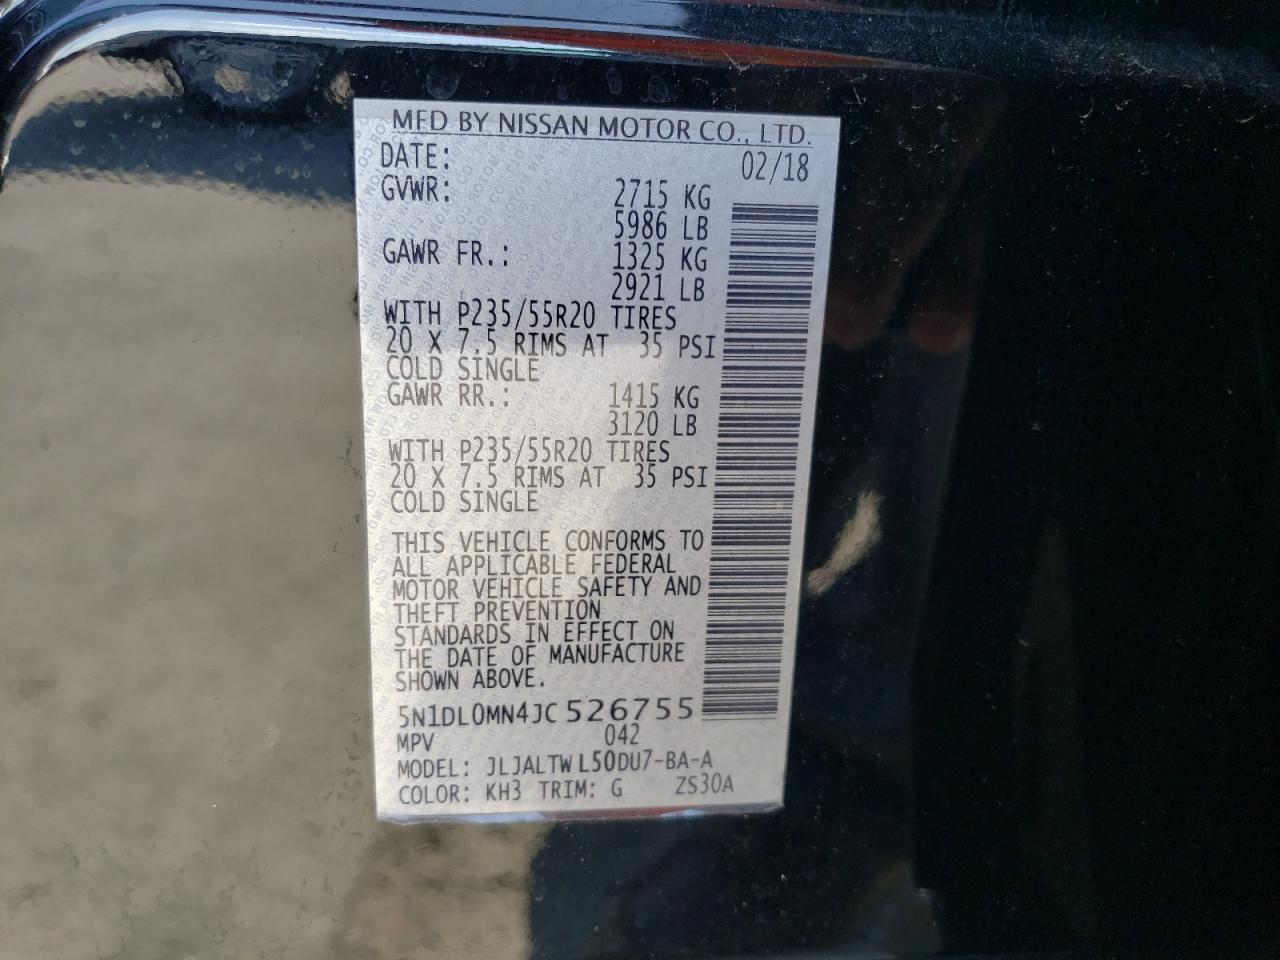 MFD BY NISSAN MOTOR CO., LTD.
DATE: 02/18
GVWR: 2715 KG
5986 LB
GAWR FR.: 1325 KG
2921 LB
WITH P235/55R20 TIRES
20 X 7.5 RIMS AT 35 PSI
COLD SINGLE
GAWR RR.: 1415 KG
3120 LB
WITH P235/55R20 TIRES
20 X 7.5 RIMS AT 35 PSI
COLD SINGLE
THIS VEHICLE CONFORMS TO
ALL APPLICABLE FEDERAL
MOTOR VEHICLE SAFETY AND
THEFT PREVENTION
STANDARDS IN EFFECT ON
THE DATE OF MANUFACTURE
SHOWN ABOVE.
5N1DL0MN4JC526755
MPV 042
MODEL: JLJALTWL50DU7-BA-A
COLOR: KH3 TRIM: G ZS30A